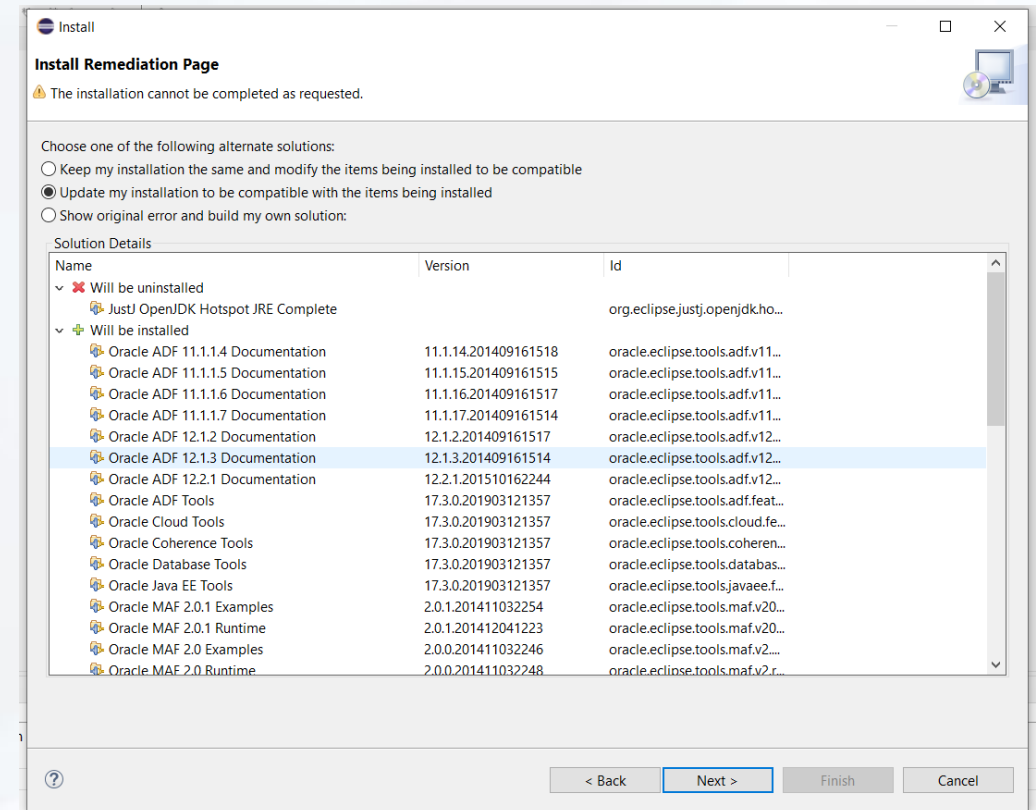 Install
Install Remediation Page
The installation cannot be completed as requested.
Choose one of the following alternate solutions:
Keep my installation the same and modify the items being installed to be compatible
Update my installation to be compatible with the items being installed
Show original error and build my own solution:
Solution Details
Name Version Id
Will be uninstalled
JustJ OpenJDK Hotspot JRE Complete org.eclipse.justj.openjdk.ho...
Will be installed
Oracle ADF 11.1.1.4 Documentation 11.1.14.201409161518 oracle.eclipse.tools.adf.v11...
Oracle ADF 11.1.1.5 Documentation 11.1.15.201409161515 oracle.eclipse.tools.adf.v11...
Oracle ADF 11.1.1.6 Documentation 11.1.16.201409161517 oracle.eclipse.tools.adf.v11...
Oracle ADF 11.1.1.7 Documentation 11.1.17.201409161514 oracle.eclipse.tools.adf.v11...
Oracle ADF 12.1.2 Documentation 12.1.2.201409161517 oracle.eclipse.tools.adf.v12...
Oracle ADF 12.1.3 Documentation 12.1.3.201409161514 oracle.eclipse.tools.adf.v12...
Oracle ADF 12.2.1 Documentation 12.2.1.201510162244 oracle.eclipse.tools.adf.v12...
Oracle ADF Tools 17.3.0.201903121357 oracle.eclipse.tools.adf.feat...
Oracle Cloud Tools 17.3.0.201903121357 oracle.eclipse.tools.cloud.fe...
Oracle Coherence Tools 17.3.0.201903121357 oracle.eclipse.tools.coheren...
Oracle Database Tools 17.3.0.201903121357 oracle.eclipse.tools.databas...
Oracle Java EE Tools 17.3.0.201903121357 oracle.eclipse.tools.javaee.f...
Oracle MAF 2.0.1 Examples 2.0.1.201411032254 oracle.eclipse.tools.maf.v20...
Oracle MAF 2.0.1 Runtime 2.0.1.201412041223 oracle.eclipse.tools.maf.v20...
Oracle MAF 2.0 Examples 2.0.0.201411032246 oracle.eclipse.tools.maf.v2....
Oracle MAF 2.0 Runtime 2.0.0.201411032248 oracle.eclipse.tools.maf.v2.r...
< Back Next > Finish Cancel